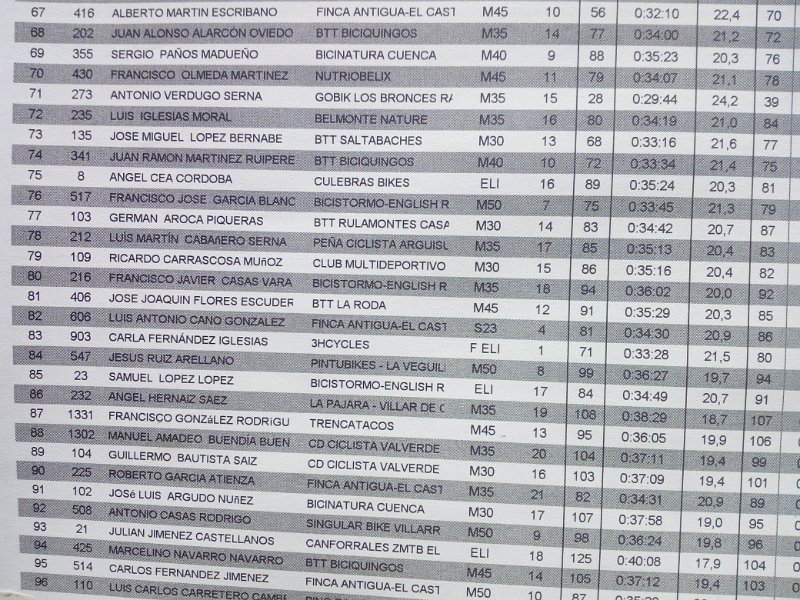 67 416 ALBERTO MARTIN ESCRIBANO FINCA ANTIGUA-EL CAST M45 10 56 0:32:10 22,4 70
68 202 JUAN ALONSO ALARCÓN OVIEDO BTT BICIQUINGOS M35 14 77 0:34:00 21,2 72
69 355 SERGIO PAÑOS MADUEÑO BICINATURA CUENCA M40 9 88 0:35:23 20,3 76
70 430 FRANCISCO OLMEDA MARTINEZ NUTRIOBELIX M45 11 79 0:34:07 21,1 78
71 273 ANTONIO VERDUGO SERNA GOBIK LOS BRONCES RA M35 15 28 0:29:44 24,2 39
72 235 LUIS IGLESIAS MORAL BELMONTE NATURE M35 16 80 0:34:19 21,0 84
73 135 JOSE MIGUEL LOPEZ BERNABE BTT SALTABACHES M30 13 68 0:33:16 21,6 77
74 341 JUAN RAMON MARTINEZ RUIPERE BTT BICIQUINGOS M40 10 72 0:33:34 21,4 75
75 8 ANGEL CEA CORDOBA CULEBRAS BIKES ELI 16 89 0:35:24 20,3 81
76 517 FRANCISCO JOSE GARCIA BLANC BICISTORMO-ENGLISH R M50 7 75 0:33:45 21,3 79
77 103 GERMAN AROCA PIQUERAS BTT RULAMONTES CASA M30 14 83 0:34:42 20,7 87
78 212 LUIS MARTÍN CABAñERO SERNA PEÑA CICLISTA ARGUISU M35 17 85 0:35:13 20,4 83
79 109 RICARDO CARRASCOSA MUñOZ CLUB MULTIDEPORTIVO M30 15 86 0:35:16 20,4 82
80 216 FRANCISCO JAVIER CASAS VARA BICISTORMO-ENGLISH R M35 18 94 0:36:02 20,0 92
81 406 JOSE JOAQUIN FLORES ESCUDER BTT LA RODA M45 12 91 0:35:29 20,3 85
82 606 LUIS ANTONIO CANO GONZALEZ FINCA ANTIGUA-EL CAST S23 4 81 0:34:30 20,9 86
83 903 CARLA FERNÁNDEZ IGLESIAS 3HCYCLES F ELI 1 71 0:33:28 21,5 80
84 547 JESUS RUIZ ARELLANO PINTUBIKES - LA VEGUIL M50 8 99 0:36:27 19,7 94
85 23 SAMUEL LOPEZ LOPEZ BICISTORMO-ENGLISH R ELI 17 84 0:34:49 20,7 91
86 232 ANGEL HERNAIZ SAEZ LA PAJARA - VILLAR DE C M35 19 108 0:38:29 18,7 107
87 1331 FRANCISCO GONZáLEZ RODRíGU TRENCATACOS M45 13 95 0:36:05 19,9 106
88 1302 MANUEL AMADEO BUENDÍA BUEN CD CICLISTA VALVERDE M35 20 104 0:37:11 19,4 99
89 104 GUILLERMO BAUTISTA SAIZ CD CICLISTA VALVERDE M30 16 103 0:37:09 19,4 101
90 225 ROBERTO GARCIA ATIENZA FINCA ANTIGUA-EL CAST M35 21 82 0:34:31 20,9 89
91 102 JOSé LUIS ARGUDO NUñEZ BICINATURA CUENCA M30 17 107 0:37:58 19,0 95
92 508 ANTONIO CASAS RODRIGO SINGULAR BIKE VILLARR M50 9 98 0:36:24 19,8 96
93 21 JULIAN JIMENEZ CASTELLANOS CANFORRALES ZMTB EL ELI 18 125 0:40:08 17,9 104
94 425 MARCELINO NAVARRO NAVARRO BTT BICIQUINGOS M45 14 105 0:37:12 19,4 103
95 514 CARLOS FERNANDEZ JIMENEZ FINCA ANTIGUA-EL CAST M50 10 87
96 110 LUIS CARLOS CARRETERO